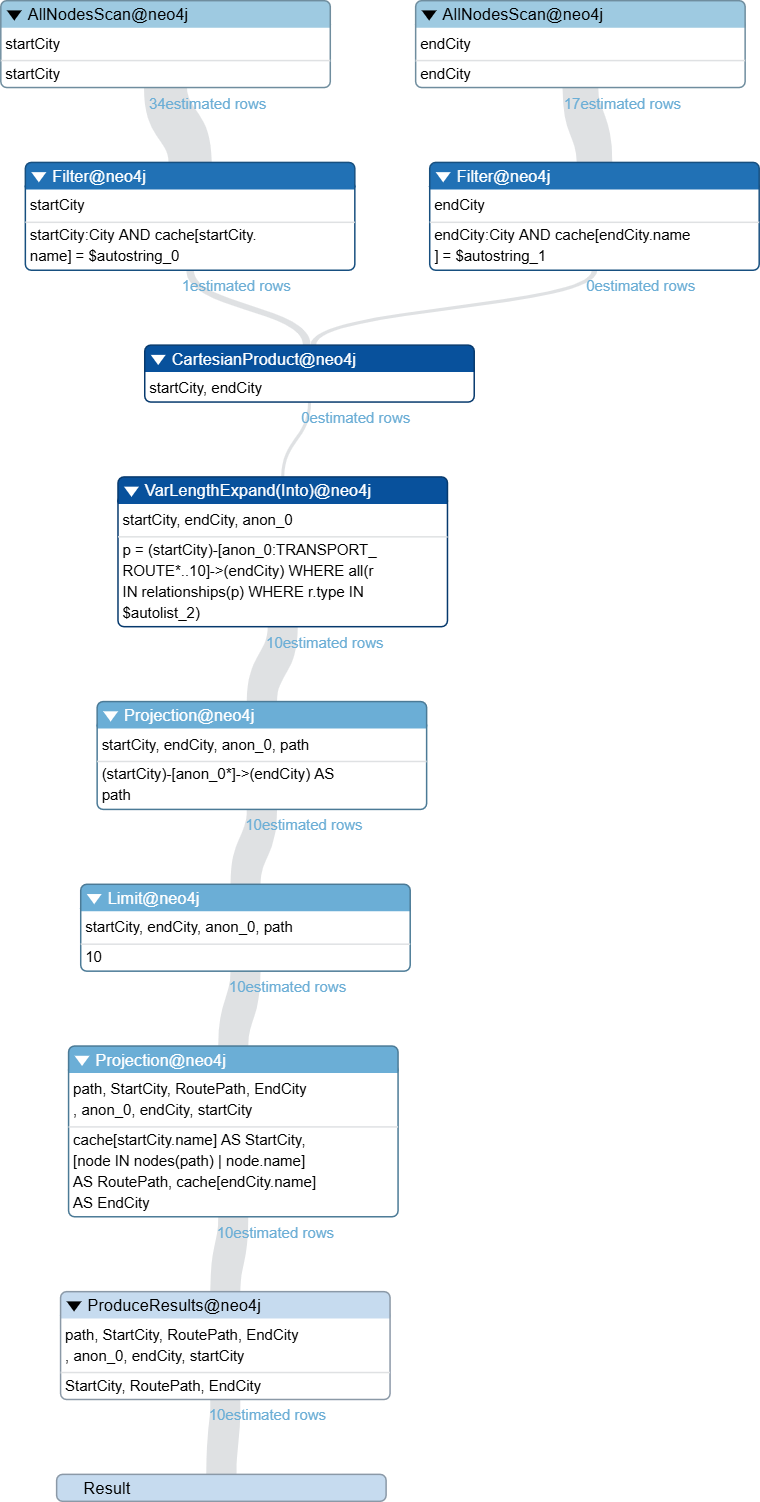 AllNodesScan@neo4j
startCity
startCity
34estimated rows
AllNodesScan@neo4j
endCity
endCity
17estimated rows
Filter@neo4j
startCity
startCity:City AND cache[startCity.
name] = $autostring_0
1estimated rows
Filter@neo4j
endCity
endCity:City AND cache[endCity.name
] = $autostring_1
0estimated rows
CartesianProduct@neo4j
startCity, endCity
0estimated rows
VarLengthExpand(Into)@neo4j
startCity, endCity, anon_0
p = (startCity)-[anon_0:TRANSPORT_
ROUTE*..10]->(endCity) WHERE all(r
IN relationships(p) WHERE r.type IN
$autolist_2)
10estimated rows
Projection@neo4j
startCity, endCity, anon_0, path
(startCity)-[anon_0*]->(endCity) AS
path
10estimated rows
Limit@neo4j
startCity, endCity, anon_0, path
10
10estimated rows
Projection@neo4j
path, StartCity, RoutePath, EndCity
, anon_0, endCity, startCity
cache[startCity.name] AS StartCity,
[node IN nodes(path) | node.name]
AS RoutePath, cache[endCity.name]
AS EndCity
10estimated rows
ProduceResults@neo4j
path, StartCity, RoutePath, EndCity
, anon_0, endCity, startCity
StartCity, RoutePath, EndCity
10estimated rows
Result